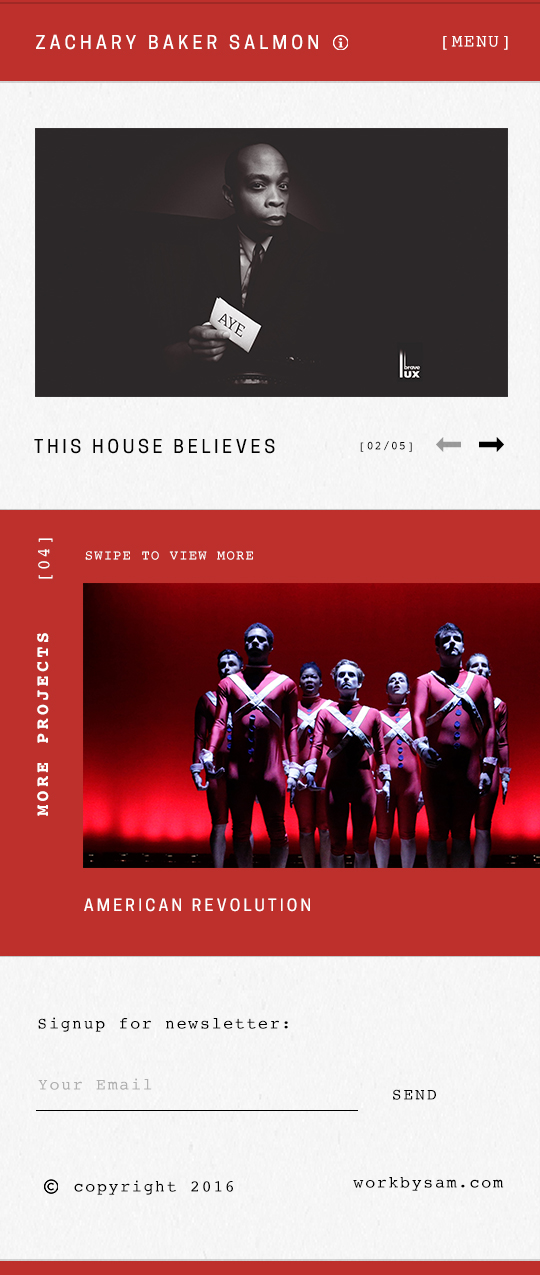 ZACHARY BAKER SALMON
[MENU]
AYE
brave
UX
THIS HOUSE BELIEVES
[02/05]
[04]
SWIPE TO VIEW MORE
MORE PROJECTS
AMERICAN REVOLUTION
Signup for newsletter:
Your Email
SEND
© copyright 2016
workbysam.com